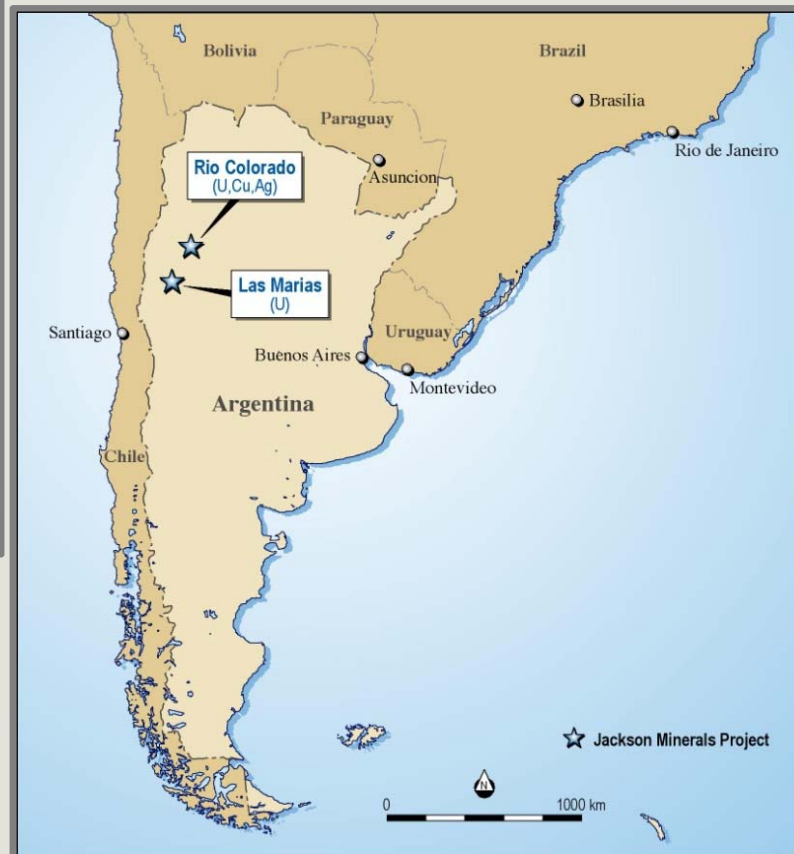 Bolivia
Brazil
Brasilia
Paraguay
Rio de Janeiro
Asuncion
Rio Colorado
(U,Cu,Ag)
Las Marias
(U)
Santiago
Uruguay
Buenos Aires
Montevideo
Argentina
Chile
Jackson Minerals Project
N
0
1000 km